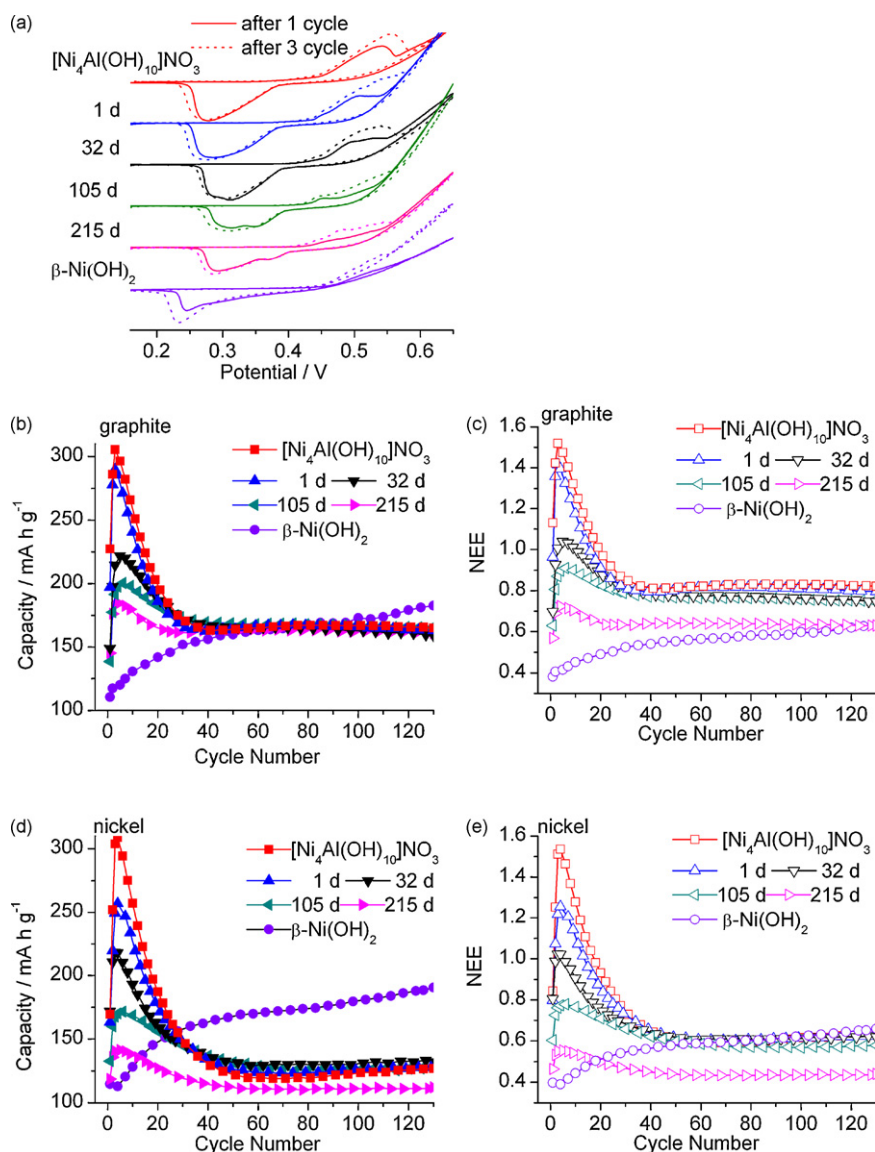 (a)
after 1 cycle
after 3 cycle
[Ni₄Al(OH)₁₀]NO₃
1 d
32 d
105 d
215 d
β-Ni(OH)₂
0.2 0.3 0.4 0.5 0.6
Potential / V
(b)
graphite
300
250
200
150
100
Capacity / mA h g⁻¹
[Ni₄Al(OH)₁₀]NO₃
1 d 32 d
105 d 215 d
β-Ni(OH)₂
0 20 40 60 80 100 120
Cycle Number
(c)
graphite
1.6
1.4
1.2
1.0
0.8
0.6
0.4
NEE
[Ni₄Al(OH)₁₀]NO₃
1 d 32 d
105 d 215 d
β-Ni(OH)₂
0 20 40 60 80 100 120
Cycle Number
(d)
nickel
300
250
200
150
100
Capacity / mA h g⁻¹
[Ni₄Al(OH)₁₀]NO₃
1 d 32 d
105 d 215 d
β-Ni(OH)₂
0 20 40 60 80 100 120
Cycle Number
(e)
nickel
1.6
1.4
1.2
1.0
0.8
0.6
0.4
NEE
[Ni₄Al(OH)₁₀]NO₃
1 d 32 d
105 d 215 d
β-Ni(OH)₂
0 20 40 60 80 100 120
Cycle Number